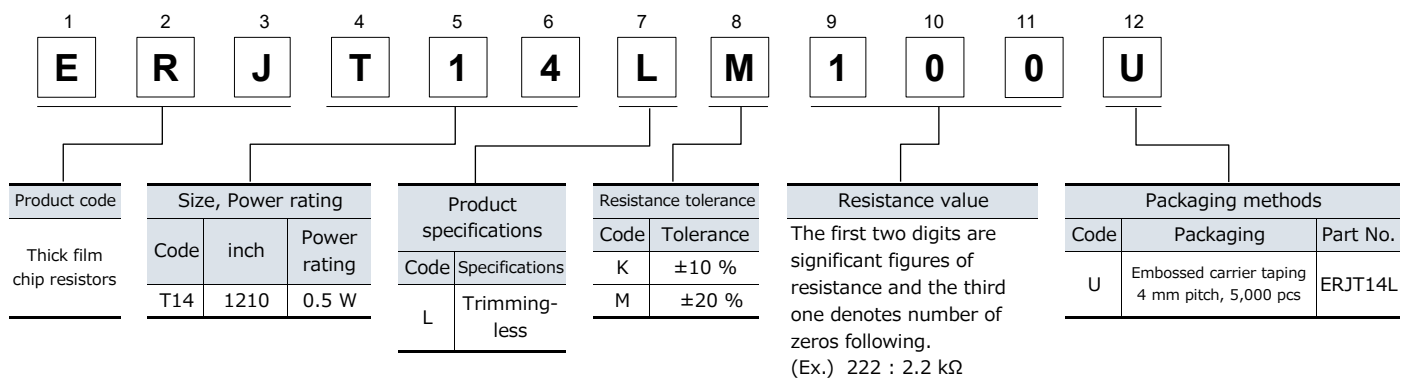 1 2 3 4 5 6 7 8 9 10 11 12
E R J T 1 4 L M 1 0 0 U
Product code
Thick film
chip resistors
Size, Power rating
Code inch Power
rating
T14 1210 0.5 W
Product
specifications
Code Specifications
L Trimming-
less
Resistance tolerance
Code Tolerance
K ±10 %
M ±20 %
Resistance value
The first two digits are
significant figures of
resistance and the third
one denotes number of
zeros following.
(Ex.) 222 : 2.2 kΩ
Packaging methods
Code Packaging Part No.
U Embossed carrier taping
4 mm pitch, 5,000 pcs ERJT14L